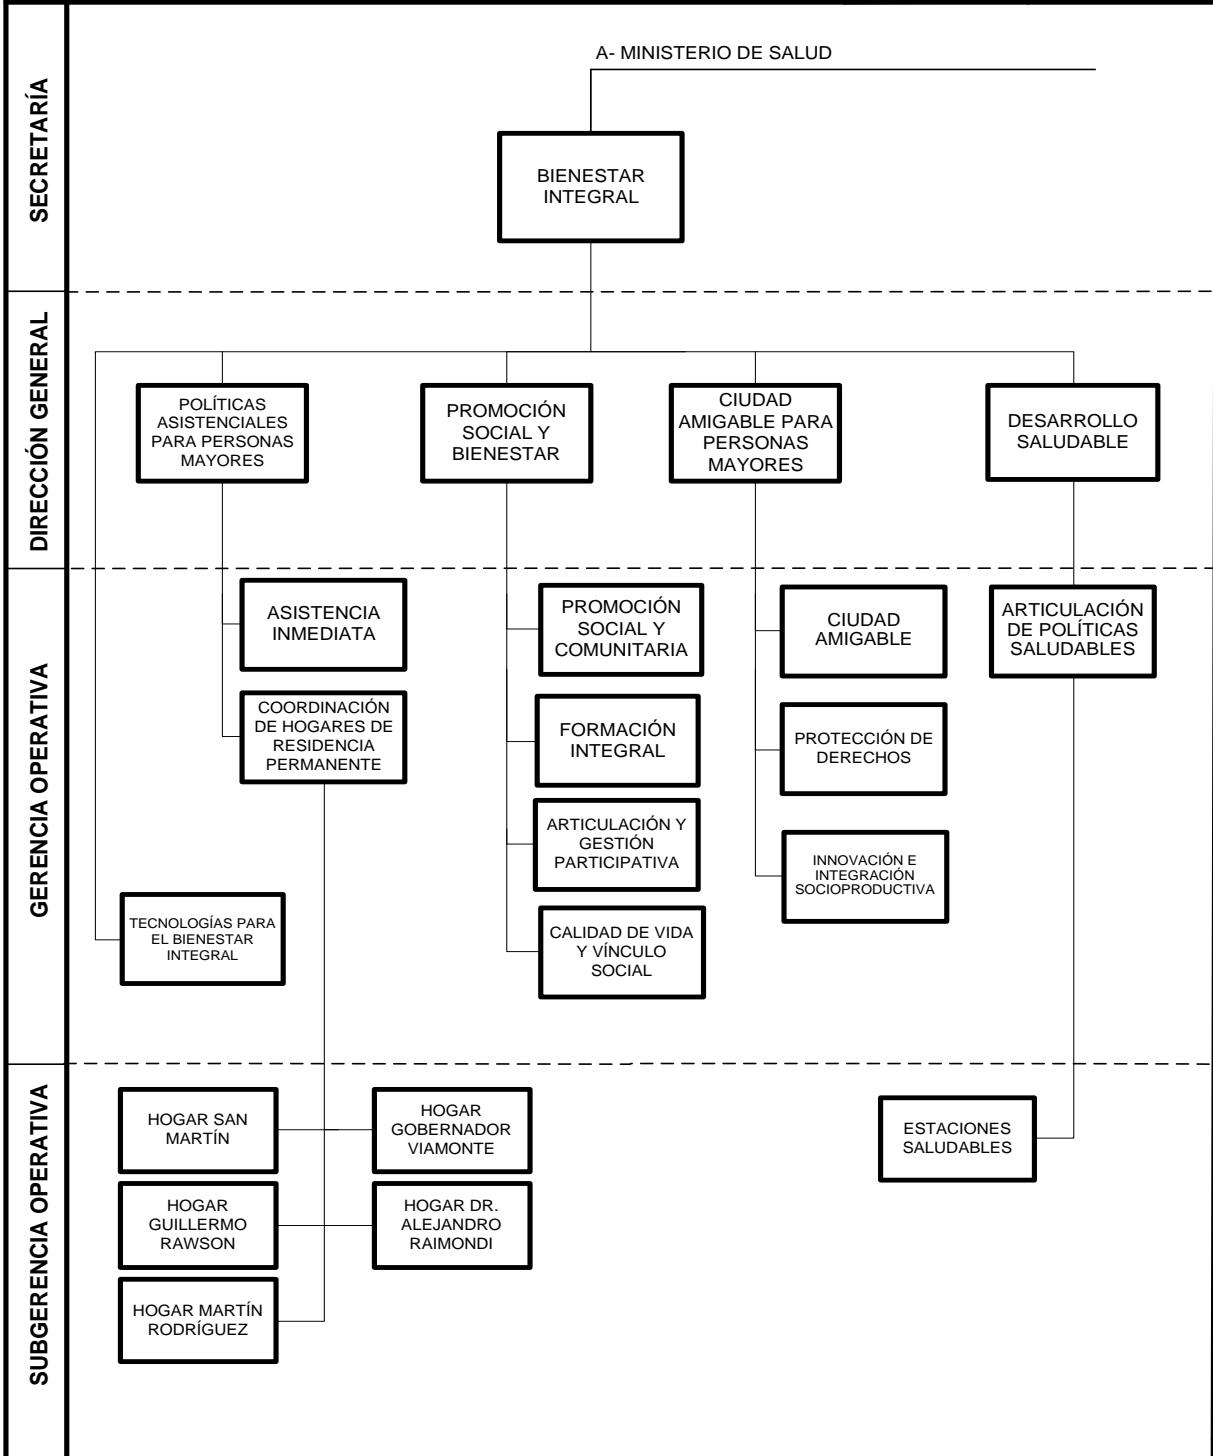 A- MINISTERIO DE SALUD
SECRETARÍA
BIENESTAR
INTEGRAL
DIRECCIÓN GENERAL
POLÍTICAS
ASISTENCIALES
PARA PERSONAS
MAYORES
PROMOCIÓN
SOCIAL Y
BIENESTAR
CIUDAD
AMIGABLE PARA
PERSONAS
MAYORES
DESARROLLO
SALUDABLE
GERENCIA OPERATIVA
ASISTENCIA
INMEDIATA
COORDINACIÓN
DE HOGARES DE
RESIDENCIA
PERMANENTE
TECNOLOGÍAS PARA
EL BIENESTAR
INTEGRAL
PROMOCIÓN
SOCIAL Y
COMUNITARIA
FORMACIÓN
INTEGRAL
ARTICULACIÓN Y
GESTIÓN
PARTICIPATIVA
CALIDAD DE VIDA
Y VÍNCULO
SOCIAL
CIUDAD
AMIGABLE
PROTECCIÓN DE
DERECHOS
INNOVACIÓN E
INTEGRACIÓN
SOCIOPRODUCTIVA
ARTICULACIÓN
DE POLÍTICAS
SALUDABLES
SUBGERENCIA OPERATIVA
HOGAR SAN
MARTÍN
HOGAR
GOBERNADOR
VIAMONTE
HOGAR
GUILLERMO
RAWSON
HOGAR DR.
ALEJANDRO
RAIMONDI
HOGAR MARTÍN
RODRÍGUEZ
ESTACIONES
SALUDABLES